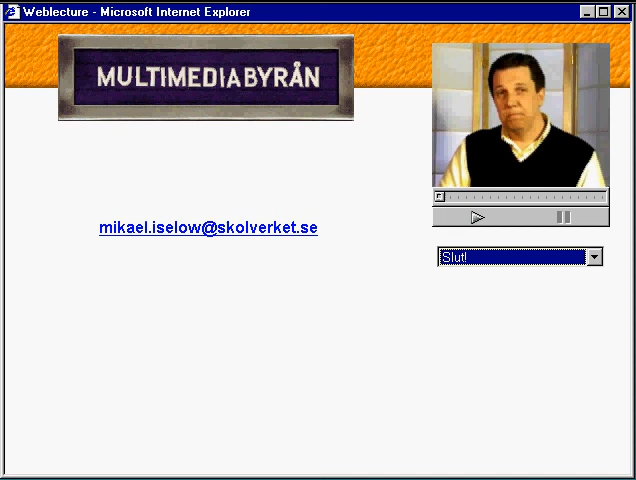 Weblecture - Microsoft Internet Explorer
MULTIMEDIABYRÅN
mikael.iselow@skolverket.se
Slut!